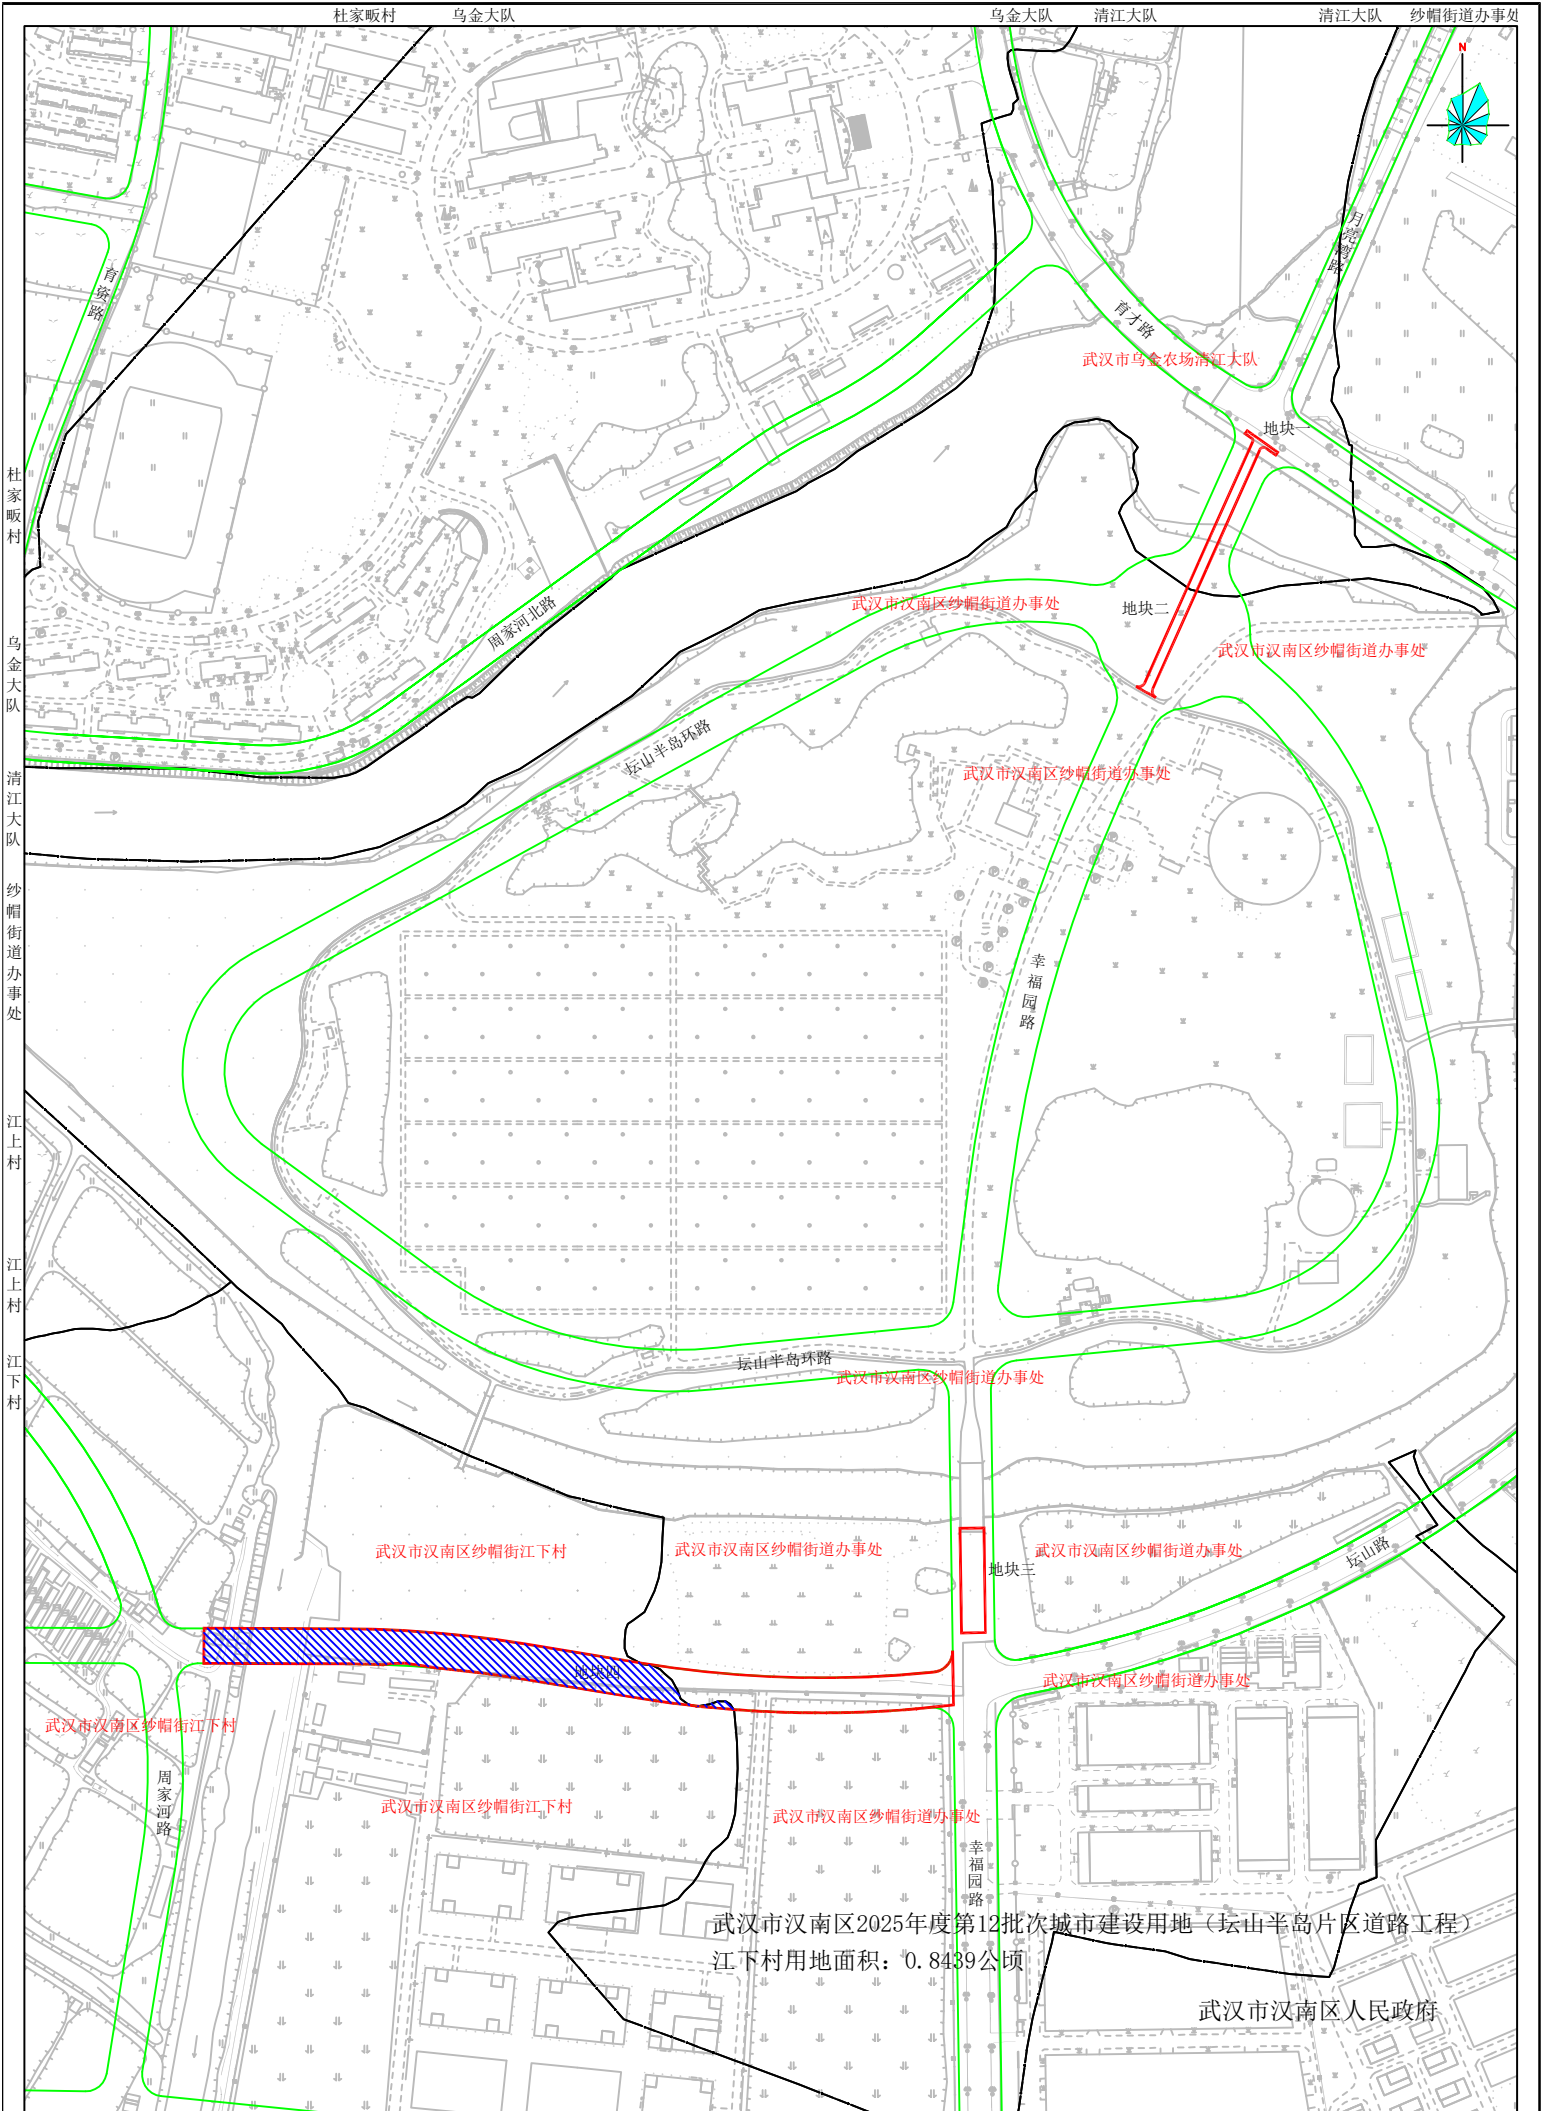 杜家畈村 乌金大队 乌金大队 清江大队 清江大队 纱帽街道办事处
N
月亮湾路
育贤路
育才路
武汉市乌金农场清江大队
地块一
杜家畈村
周家河北路
武汉市汉南区纱帽街道办事处
地块二
乌金大队
武汉市汉南区纱帽街道办事处
坛山半岛环路
武汉市汉南区纱帽街道办事处
清江大队
纱帽街道办事处
幸福园路
江上村
江上村
坛山半岛环路
武汉市汉南区纱帽街道办事处
江下村
武汉市汉南区纱帽街江下村
武汉市汉南区纱帽街道办事处
武汉市汉南区纱帽街道办事处
坛山路
地块三
地块四
武汉市汉南区纱帽街道办事处
武汉市汉南区纱帽街江下村
周家河路
武汉市汉南区纱帽街江下村
武汉市汉南区纱帽街道办事处
幸福园路
武汉市汉南区2025年度第12批次城市建设用地（坛山半岛片区道路工程）
江下村用地面积：0.8439公顷
武汉市汉南区人民政府